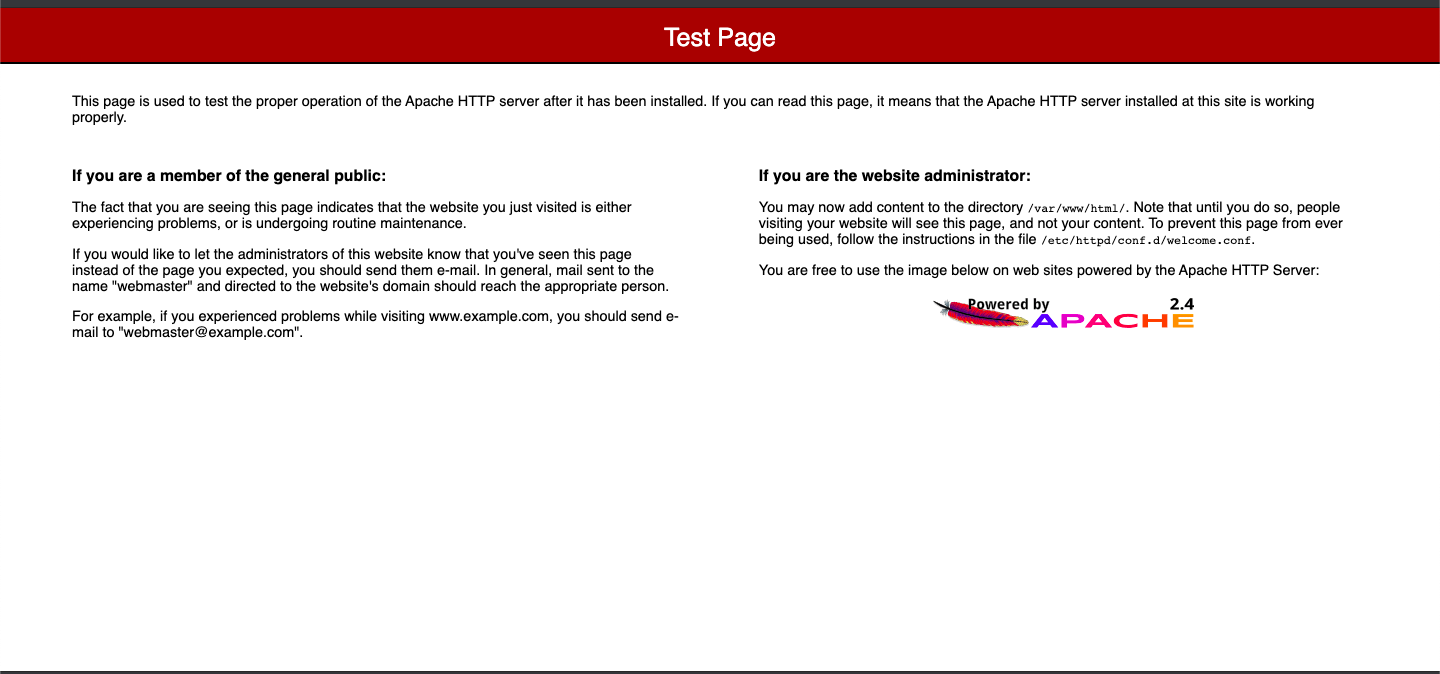 Test Page
This page is used to test the proper operation of the Apache HTTP server after it has been installed. If you can read this page, it means that the Apache HTTP server installed at this site is working
properly.
If you are a member of the general public:
The fact that you are seeing this page indicates that the website you just visited is either
experiencing problems, or is undergoing routine maintenance.
If you would like to let the administrators of this website know that you've seen this page
instead of the page you expected, you should send them e-mail. In general, mail sent to the
name "webmaster" and directed to the website's domain should reach the appropriate person.
For example, if you experienced problems while visiting www.example.com, you should send e-
mail to "webmaster@example.com".
If you are the website administrator:
You may now add content to the directory /var/www/html/. Note that until you do so, people
visiting your website will see this page, and not your content. To prevent this page from ever
being used, follow the instructions in the file /etc/httpd/conf.d/welcome.conf.
You are free to use the image below on web sites powered by the Apache HTTP Server:
Powered by 2.4
APACHE